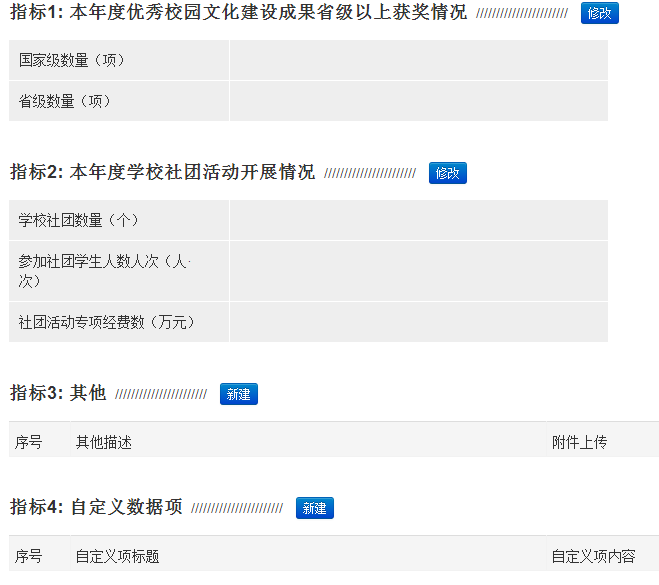 指标1: 本年度优秀校园文化建设成果省级以上获奖情况 /////////////////////// 修改
国家级数量（项）
省级数量（项）
指标2: 本年度学校社团活动开展情况 /////////////////////// 修改
学校社团数量（个）
参加社团学生人数人次（人·
次）
社团活动专项经费数（万元）
指标3: 其他 /////////////////////// 新建
序号 其他描述 附件上传
指标4: 自定义数据项 /////////////////////// 新建
序号 自定义项标题 自定义项内容